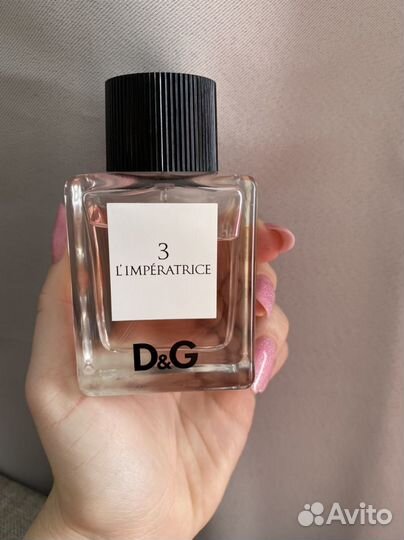 3
L'IMPÉRATRICE
D&G
Avito